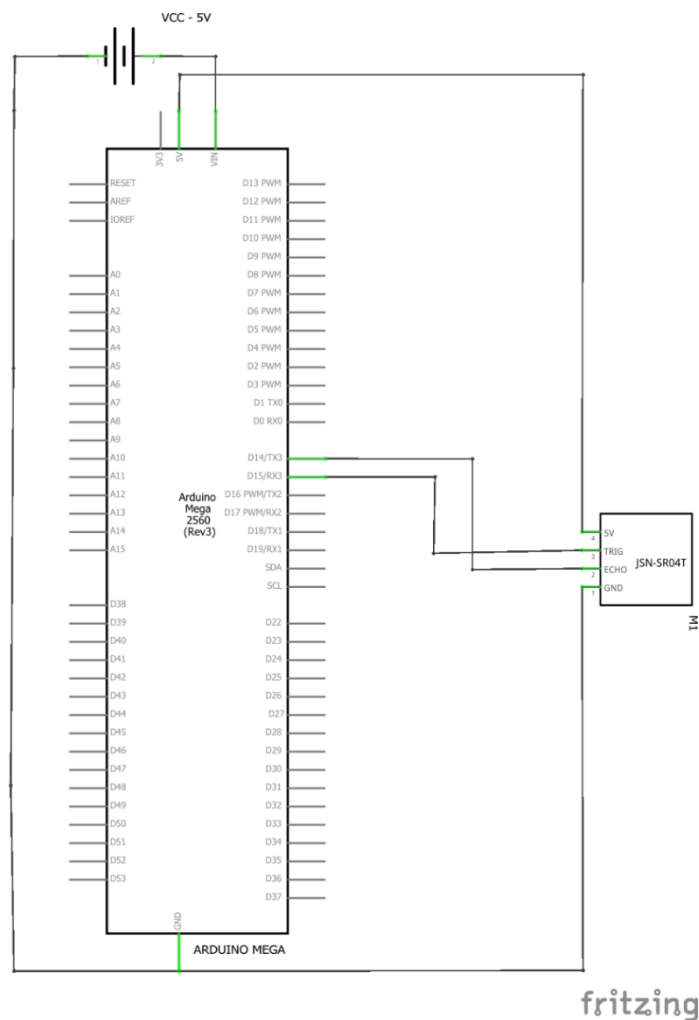 VCC - 5V
1
2
3V3
5V
VIN
RESET
AREF
IOREF
A0
A1
A2
A3
A4
A5
A6
A7
A8
A9
A10
A11
A12
A13
A14
A15
D38
D39
D40
D41
D42
D43
D44
D45
D46
D47
D48
D49
D50
D51
D52
D53
Arduino
Mega
2560
(Rev3)
D13 PWM
D12 PWM
D11 PWM
D10 PWM
D9 PWM
D8 PWM
D7 PWM
D6 PWM
D5 PWM
D4 PWM
D2 PWM
D3 PWM
D1 TX0
D0 RX0
D14/TX3
D15/RX3
D16 PWM/TX2
D17 PWM/RX2
D18/TX1
D19/RX1
SDA
SCL
D22
D23
D24
D25
D26
D27
D28
D29
D30
D31
D32
D33
D34
D35
D36
D37
GND
ARDUINO MEGA
4
5V
3
TRIG
2
ECHO
1
GND
JSN-SR04T
M1
fritzing